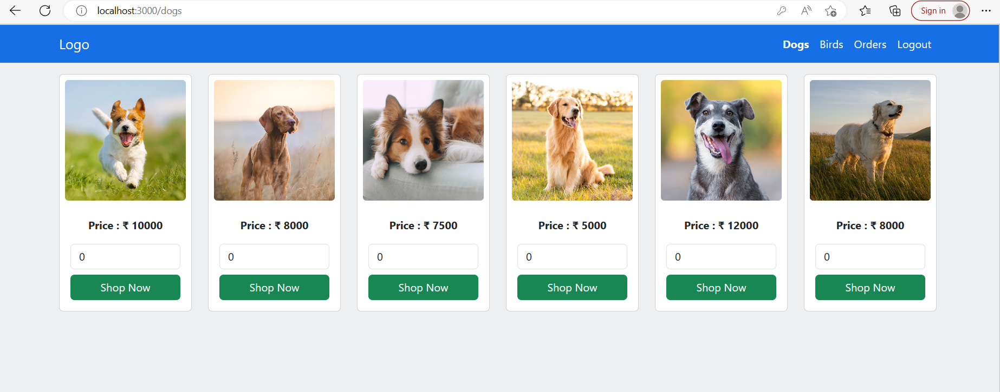 localhost:3000/dogs
Sign in
Logo
Dogs Birds Orders Logout
Price : ₹ 10000
0
Shop Now
Price : ₹ 8000
0
Shop Now
Price : ₹ 7500
0
Shop Now
Price : ₹ 5000
0
Shop Now
Price : ₹ 12000
0
Shop Now
Price : ₹ 8000
0
Shop Now